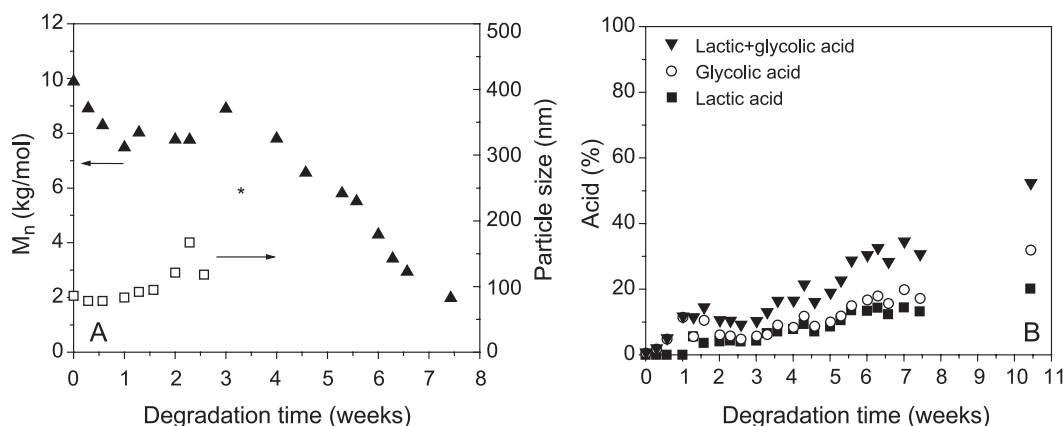 12
10
8
6
4
2
0
500
400
300
200
100
0
Mn (kg/mol)
Particle size (nm)
*
A
0 1 2 3 4 5 6 7 8
Degradation time (weeks)
100
80
60
40
20
0
Acid (%)
Lactic+glycolic acid
Glycolic acid
Lactic acid
B
0 1 2 3 4 5 6 7 8 9 10 11
Degradation time (weeks)